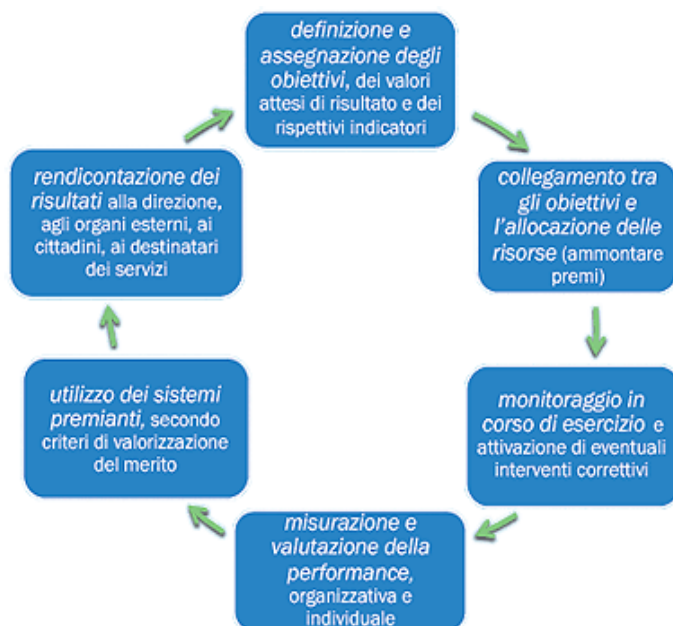 definizione e
assegnazione degli
obiettivi, dei valori
attesi di risultato e dei
rispettivi indicatori
collegamento tra
gli obiettivi e
l'allocazione delle
risorse (ammontare
premi)
monitoraggio in
corso di esercizio e
attivazione di eventuali
interventi correttivi
misurazione e
valutazione della
performance,
organizzativa e
individuale
utilizzo dei sistemi
premianti, secondo
criteri di valorizzazione
del merito
rendicontazione dei
risultati alla direzione,
agli organi esterni, ai
cittadini, ai destinatari
dei servizi